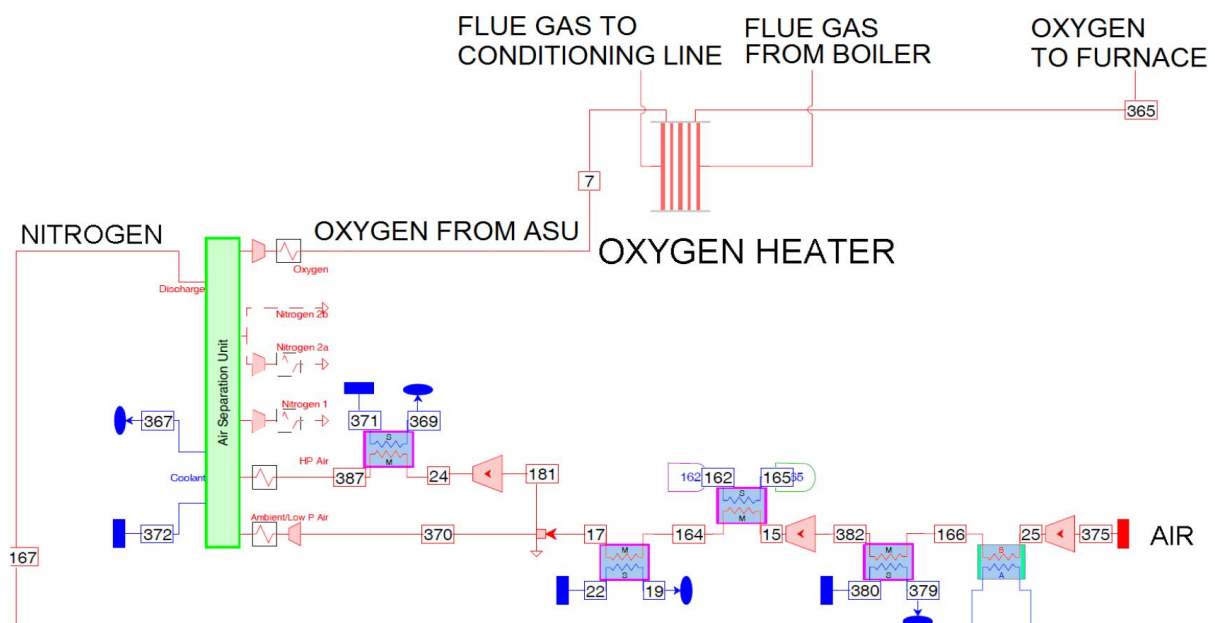 FLUE GAS TO
CONDITIONING LINE
FLUE GAS
FROM BOILER
OXYGEN
TO FURNACE
365
7
NITROGEN
OXYGEN FROM ASU
OXYGEN HEATER
Oxygen
Discharge
Nitrogen 2b
Nitrogen 2a
Nitrogen 1
Air Separation Unit
367
371
369
S
M
HP Air
387
24
181
Coolant
162
162
165
S
M
Ambient/Low P Air
372
370
17
164
15
382
166
25
375
AIR
M
S
M
S
B
A
167
22
19
380
379